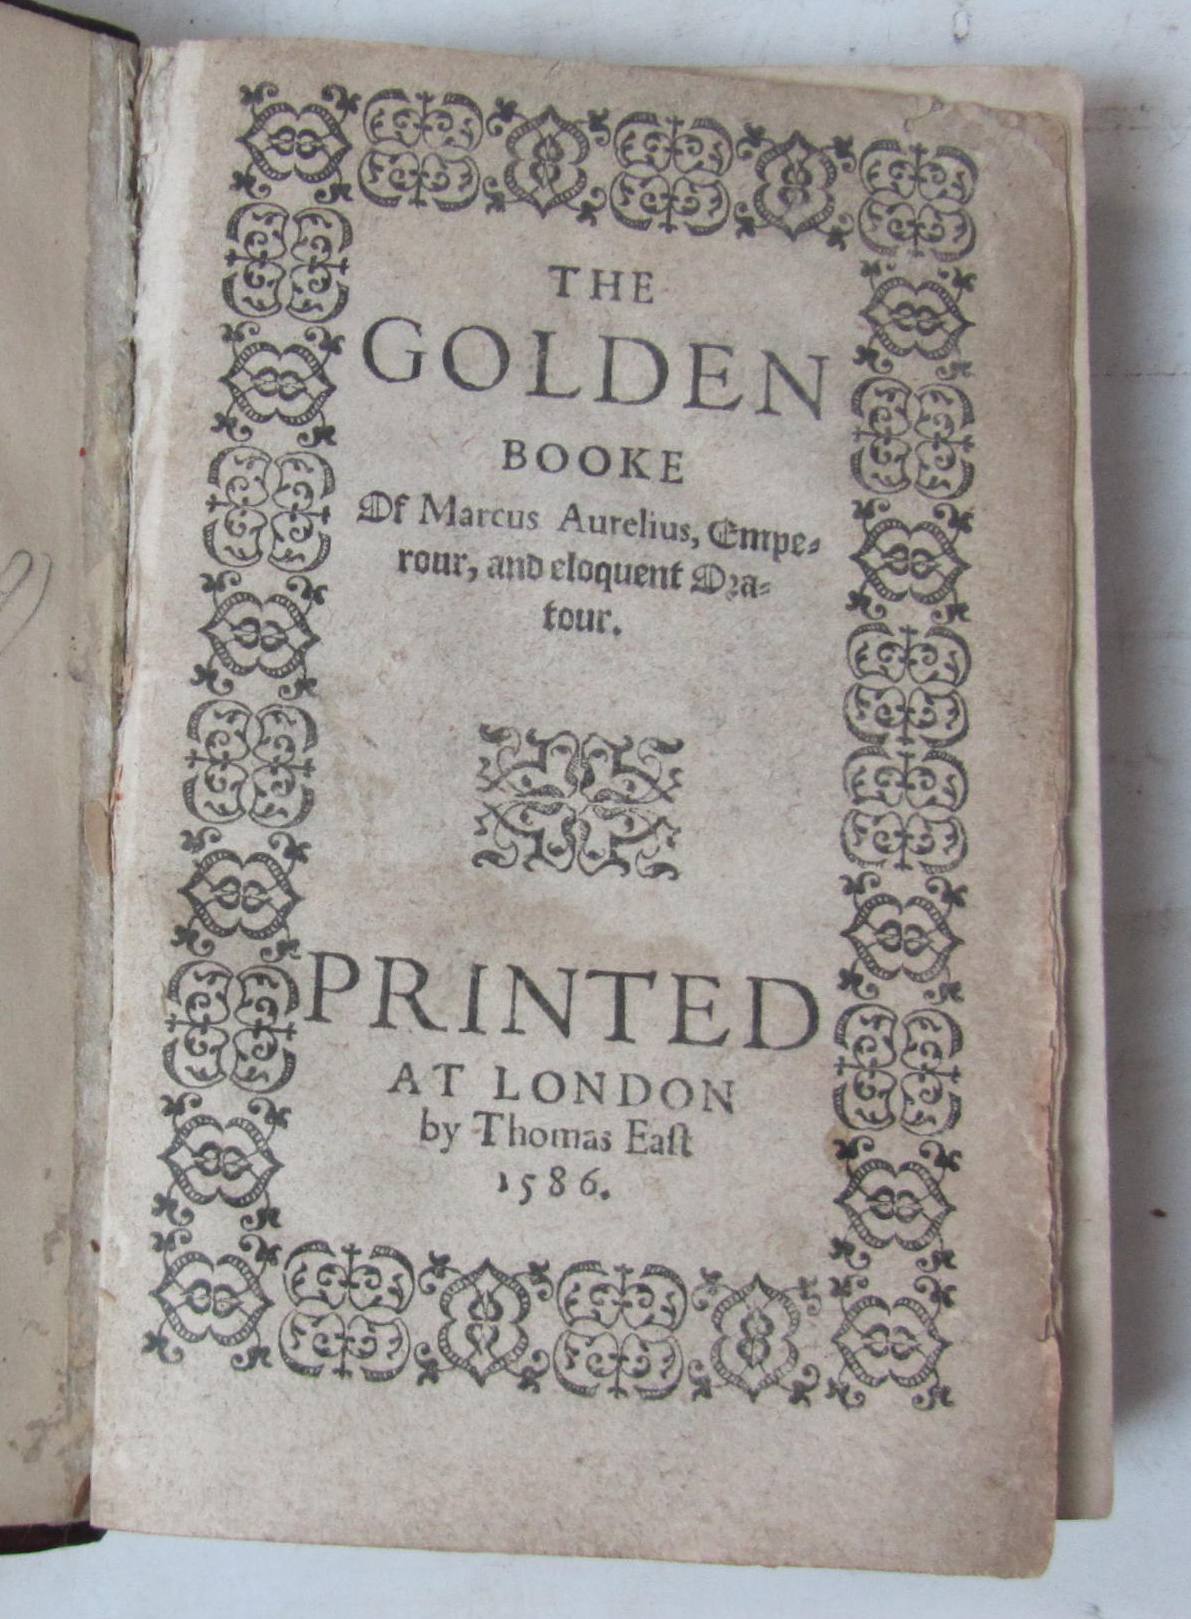 THE
GOLDEN
BOOKE
Of Marcus Aurelius, Empe-
rour, and eloquent Ora-
tour.
PRINTED
AT LONDON
by Thomas Eaſt
1586.